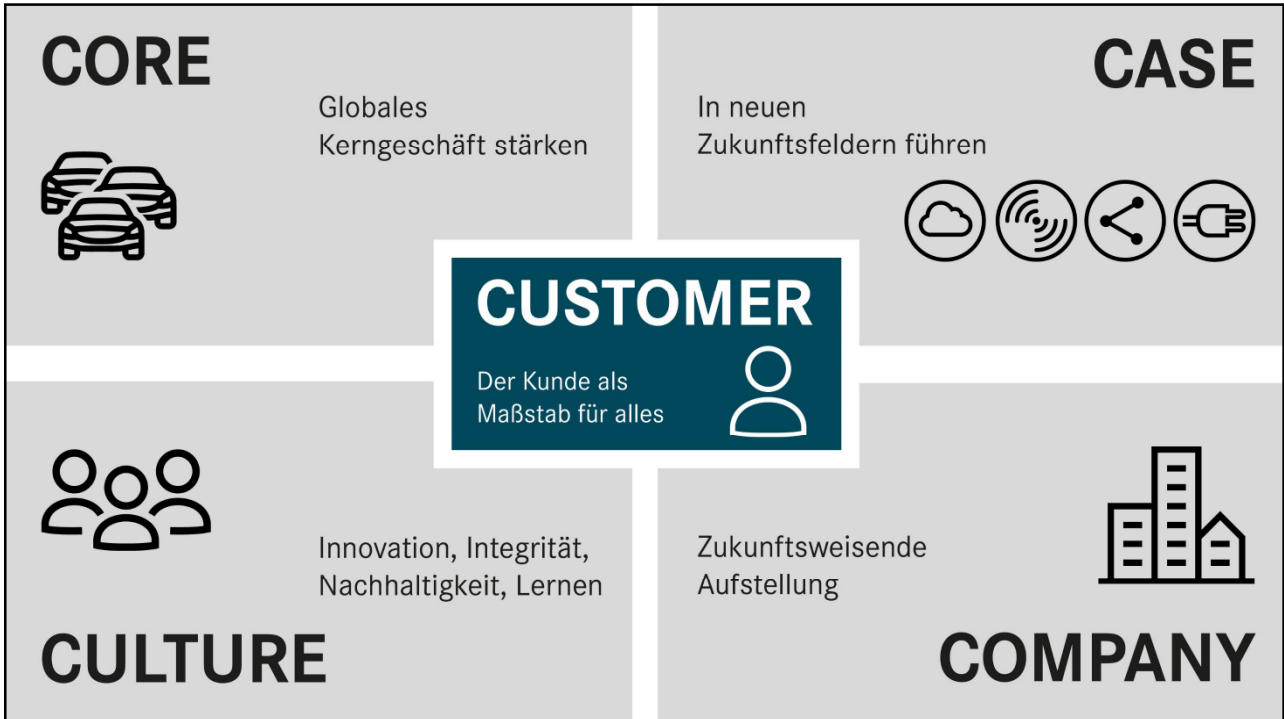 CORE
Globales
Kerngeschäft stärken
CASE
In neuen
Zukunftsfeldern führen
CUSTOMER
Der Kunde als
Maßstab für alles
Innovation, Integrität,
Nachhaltigkeit, Lernen
CULTURE
Zukunftsweisende
Aufstellung
COMPANY